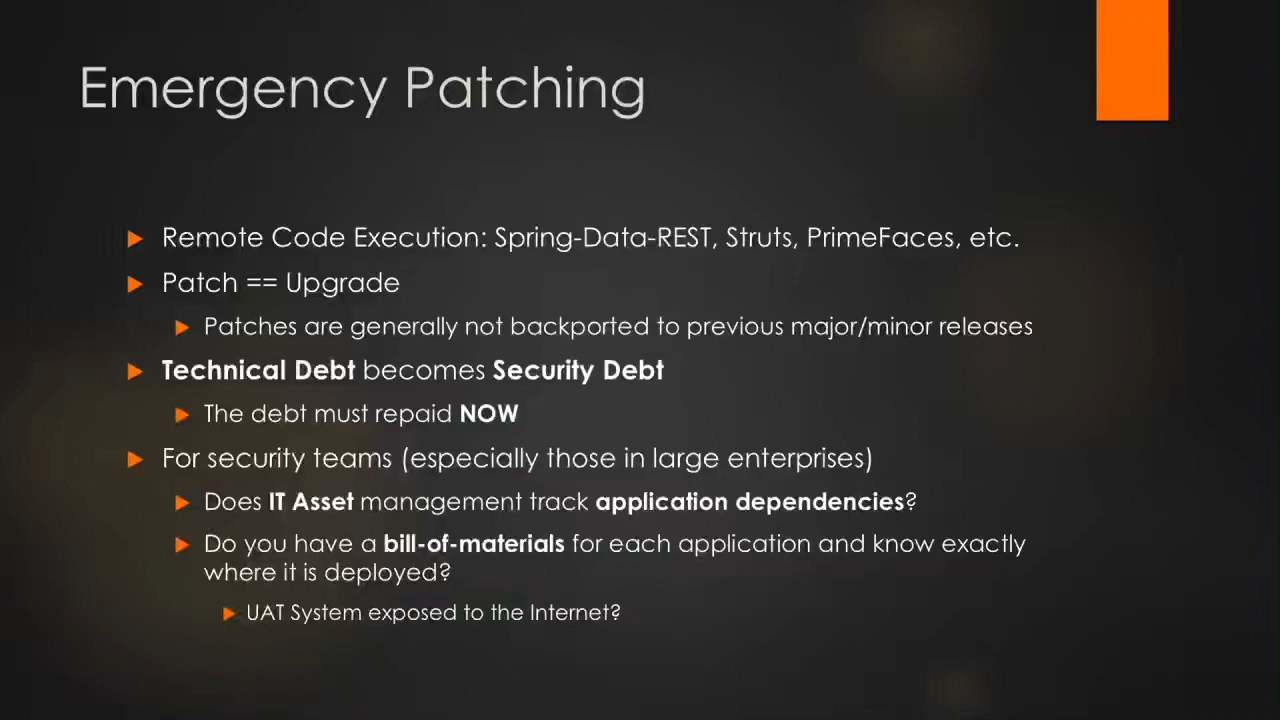 Emergency Patching
Remote Code Execution: Spring-Data-REST, Struts, PrimeFaces, etc.
Patch == Upgrade
Patches are generally not backported to previous major/minor releases
Technical Debt becomes Security Debt
The debt must repaid NOW
For security teams (especially those in large enterprises)
Does IT Asset management track application dependencies?
Do you have a bill-of-materials for each application and know exactly
where it is deployed?
UAT System exposed to the Internet?